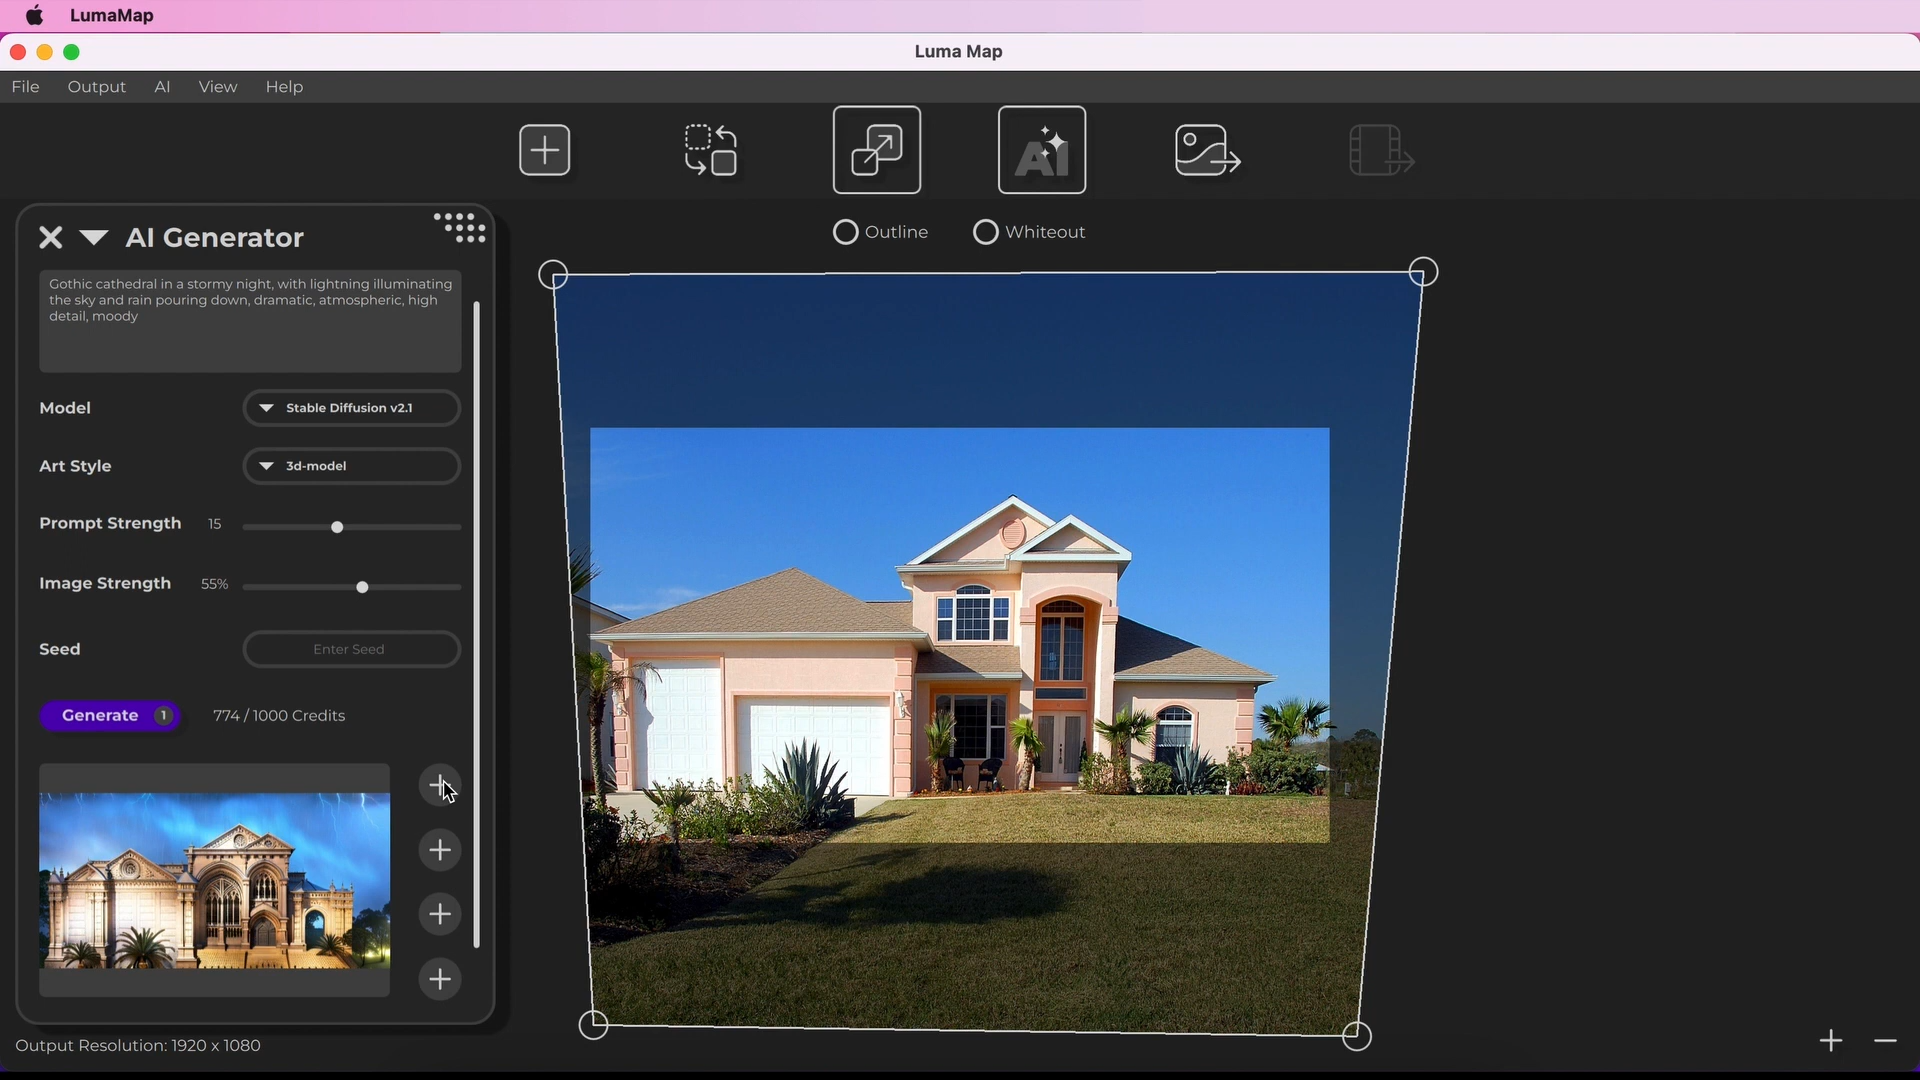 LumaMap
Luma Map
File Output AI View Help
AI
Outline Whiteout
AI Generator
Gothic cathedral in a stormy night, with lightning illuminating
the sky and rain pouring down, dramatic, atmospheric, high
detail, moody
Model Stable Diffusion v2.1
Art Style 3d-model
Prompt Strength 15
Image Strength 55%
Seed Enter Seed
Generate 1 774 / 1000 Credits
Output Resolution: 1920 x 1080